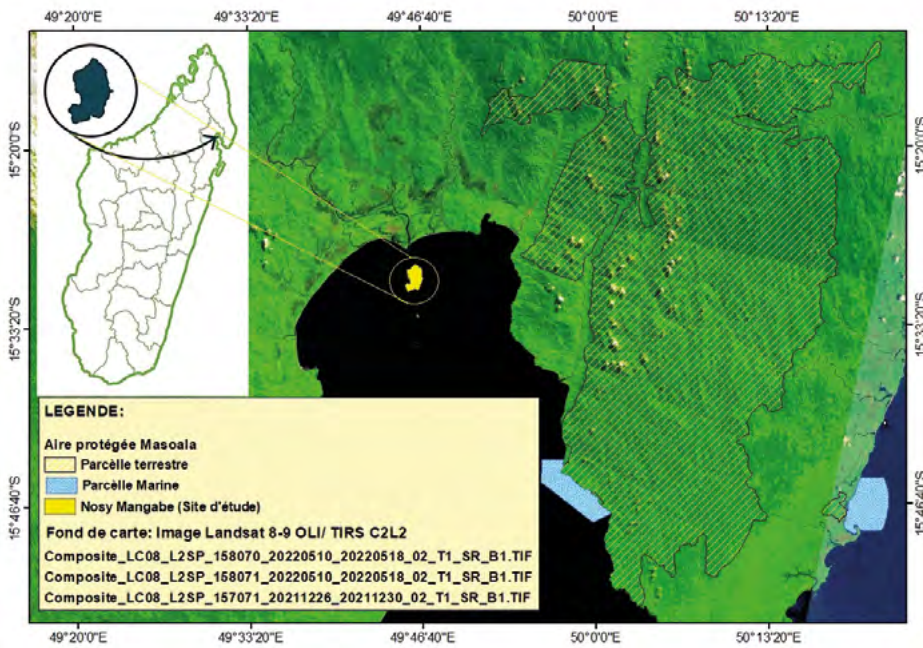 49°20'0"E 49°33'20"E 49°46'40"E 50°0'0"E 50°13'20"E
15°20'0"S 15°20'0"S
15°33'20"S 15°33'20"S
15°46'40"S 15°46'40"S
LEGENDE:
Aire protégée Masoala
Parcèlle terrestre
Parcèlle Marine
Nosy Mangabe (Site d'étude)
Fond de carte: Image Landsat 8-9 OLI/ TIRS C2L2
Composite_LC08_L2SP_158070_20220510_20220518_02_T1_SR_B1.TIF
Composite_LC08_L2SP_158071_20220510_20220518_02_T1_SR_B1.TIF
Composite_LC08_L2SP_157071_20211226_20211230_02_T1_SR_B1.TIF
49°20'0"E 49°33'20"E 49°46'40"E 50°0'0"E 50°13'20"E